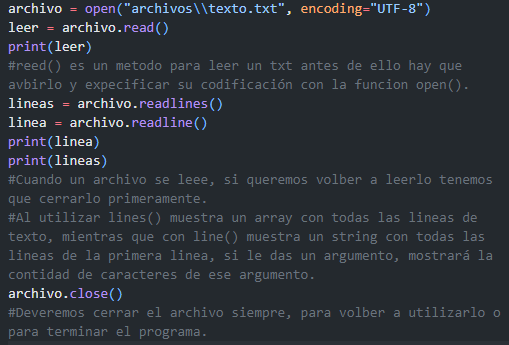 archivo = open("archivos\\texto.txt", encoding="UTF-8")
leer = archivo.read()
print(leer)
#reed() es un metodo para leer un txt antes de ello hay que
avbirlo y expecificar su codificación con la funcion open().
lineas = archivo.readlines()
linea = archivo.readline()
print(linea)
print(lineas)
#Cuando un archivo se leee, si queremos volber a leerlo tenemos
que cerrarlo primeramente.
#Al utilizar lines() muestra un array con todas las lineas de
texto, mientras que con line() muestra un string con todas las
lineas de la primera linea, si le das un argumento, mostrará la
contidad de caracteres de ese argumento.
archivo.close()
#Deveremos cerrar el archivo siempre, para volber a utilizarlo o
para terminar el programa.